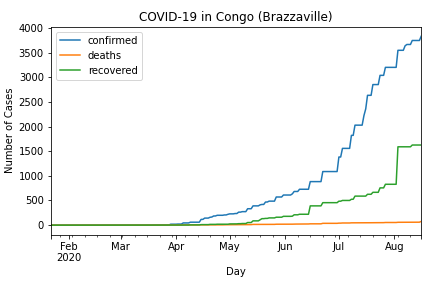 COVID-19 in Congo (Brazzaville)
confirmed
deaths
recovered
Number of Cases
4000
3500
3000
2500
2000
1500
1000
500
0
Feb Mar Apr May Jun Jul Aug
2020
Day